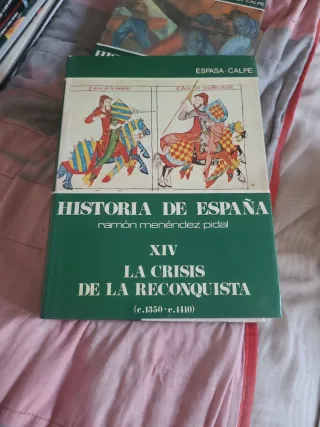 ESPASA-CALPE
HISTORIA DE ESPAÑA
ramón menéndez pidal
XIV
LA CRISIS
DE LA RECONQUISTA
(c.1350-c.1410)